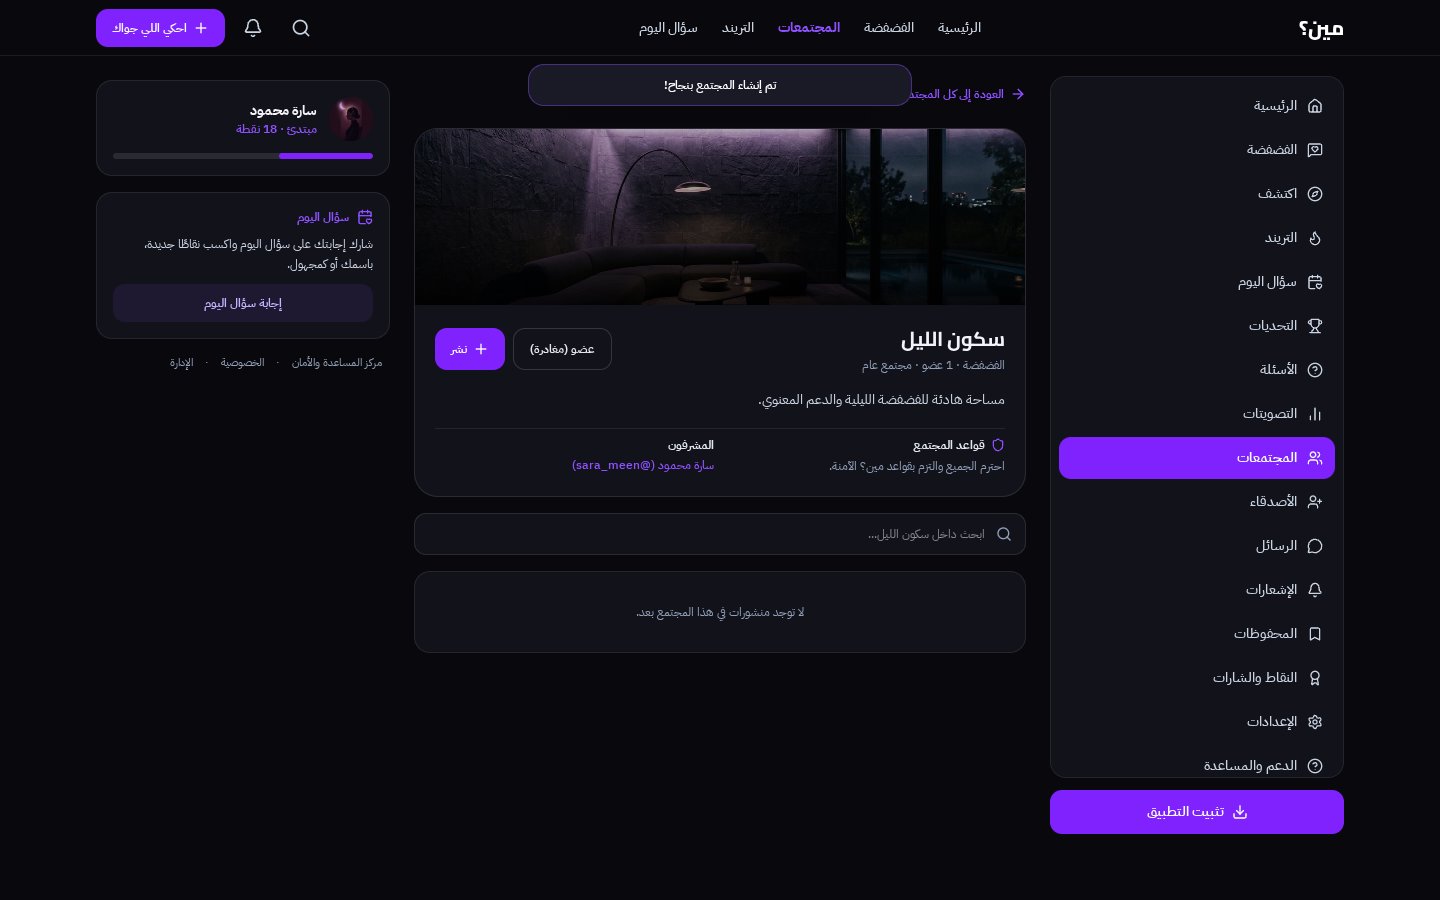 مين؟
الرئيسية
الفضفضة
المجتمعات
التريند
سؤال اليوم
احكي اللي جواك
تم إنشاء المجتمع بنجاح!
الرئيسية
الفضفضة
اكتشف
التريند
سؤال اليوم
التحديات
الأسئلة
التصويتات
المجتمعات
الأصدقاء
الرسائل
الإشعارات
المحفوظات
النقاط والشارات
الإعدادات
الدعم والمساعدة
تثبيت التطبيق
العودة إلى كل
سكون الليل
الفضفضة · 1 عضو · مجتمع عام
عضو (مغادرة)
نشر
مساحة هادئة للفضفضة الليلية والدعم المعنوي.
قواعد المجتمع
احترم الجميع والتزم بقواعد مين؟ الآمنة.
المشرفون
سارة محمود (@sara_meen)
ابحث داخل سكون الليل...
لا توجد منشورات في هذا المجتمع بعد.
سارة محمود
مبتدئ · 18 نقطة
سؤال اليوم
شارك إجابتك على سؤال اليوم واكسب نقاطًا جديدة،
باسمك أو كمجهول.
إجابة سؤال اليوم
مركز المساعدة والأمان · الخصوصية · الإدارة